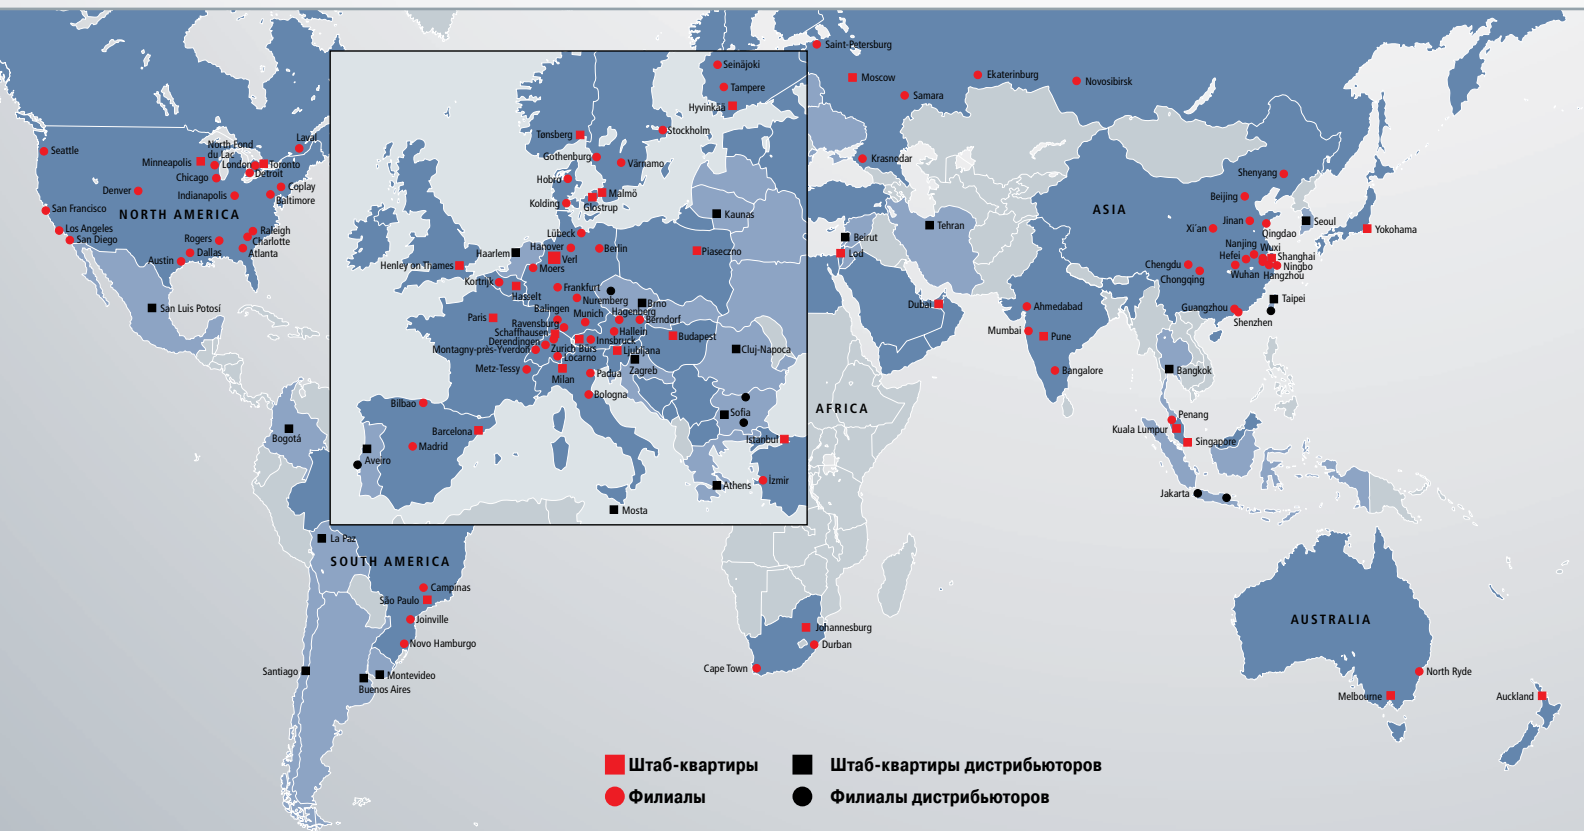 Seattle
North Fond
du Lac
Laval
Minneapolis
London
Toronto
Chicago
Detroit
Denver
Indianapolis
Coplay
Baltimore
San Francisco
NORTH AMERICA
Los Angeles
San Diego
Rogers
Raleigh
Charlotte
Dallas
Atlanta
Austin
San Luis Potosí
Bogotá
La Paz
SOUTH AMERICA
Campinas
São Paulo
Joinville
Novo Hamburgo
Santiago
Montevideo
Buenos Aires
Seinäjoki
Tampere
Hyvinkää
Tønsberg
Stockholm
Gothenburg
Värnamo
Hobro
Malmö
Kolding
Glostrup
Kaunas
Lübeck
Hanover
Berlin
Haarlem
Verl
Piaseczno
Henley on Thames
Moers
Kortrijk
Hasselt
Frankfurt
Nuremberg
Brno
Balingen
Hagenberg
Paris
Munich
Berndorf
Ravensburg
Schaffhausen
Hallein
Derendingen
Innsbruck
Budapest
Montagny-près-Yverdon
Zurich
Bürs
Ljubljana
Cluj-Napoca
Locarno
Metz-Tessy
Zagreb
Milan
Padua
Bologna
Bilbao
Sofia
Barcelona
Madrid
Istanbul
Aveiro
İzmir
Athens
Mosta
Saint-Petersburg
Moscow
Ekaterinburg
Novosibirsk
Samara
Krasnodar
Shenyang
Beijing
ASIA
Jinan
Seoul
Tehran
Xi'an
Qingdao
Yokohama
Beirut
Nanjing
Wuxi
Lod
Hefei
Shanghai
Chengdu
Ningbo
Wuhan
Hangzhou
Chongqing
Dubai
Ahmedabad
Taipei
Guangzhou
Shenzhen
Mumbai
Pune
Bangalore
Bangkok
AFRICA
Penang
Kuala Lumpur
Singapore
Jakarta
Johannesburg
Durban
Cape Town
AUSTRALIA
North Ryde
Melbourne
Auckland
Штаб-квартиры
Штаб-квартиры дистрибьюторов
Филиалы
Филиалы дистрибьюторов